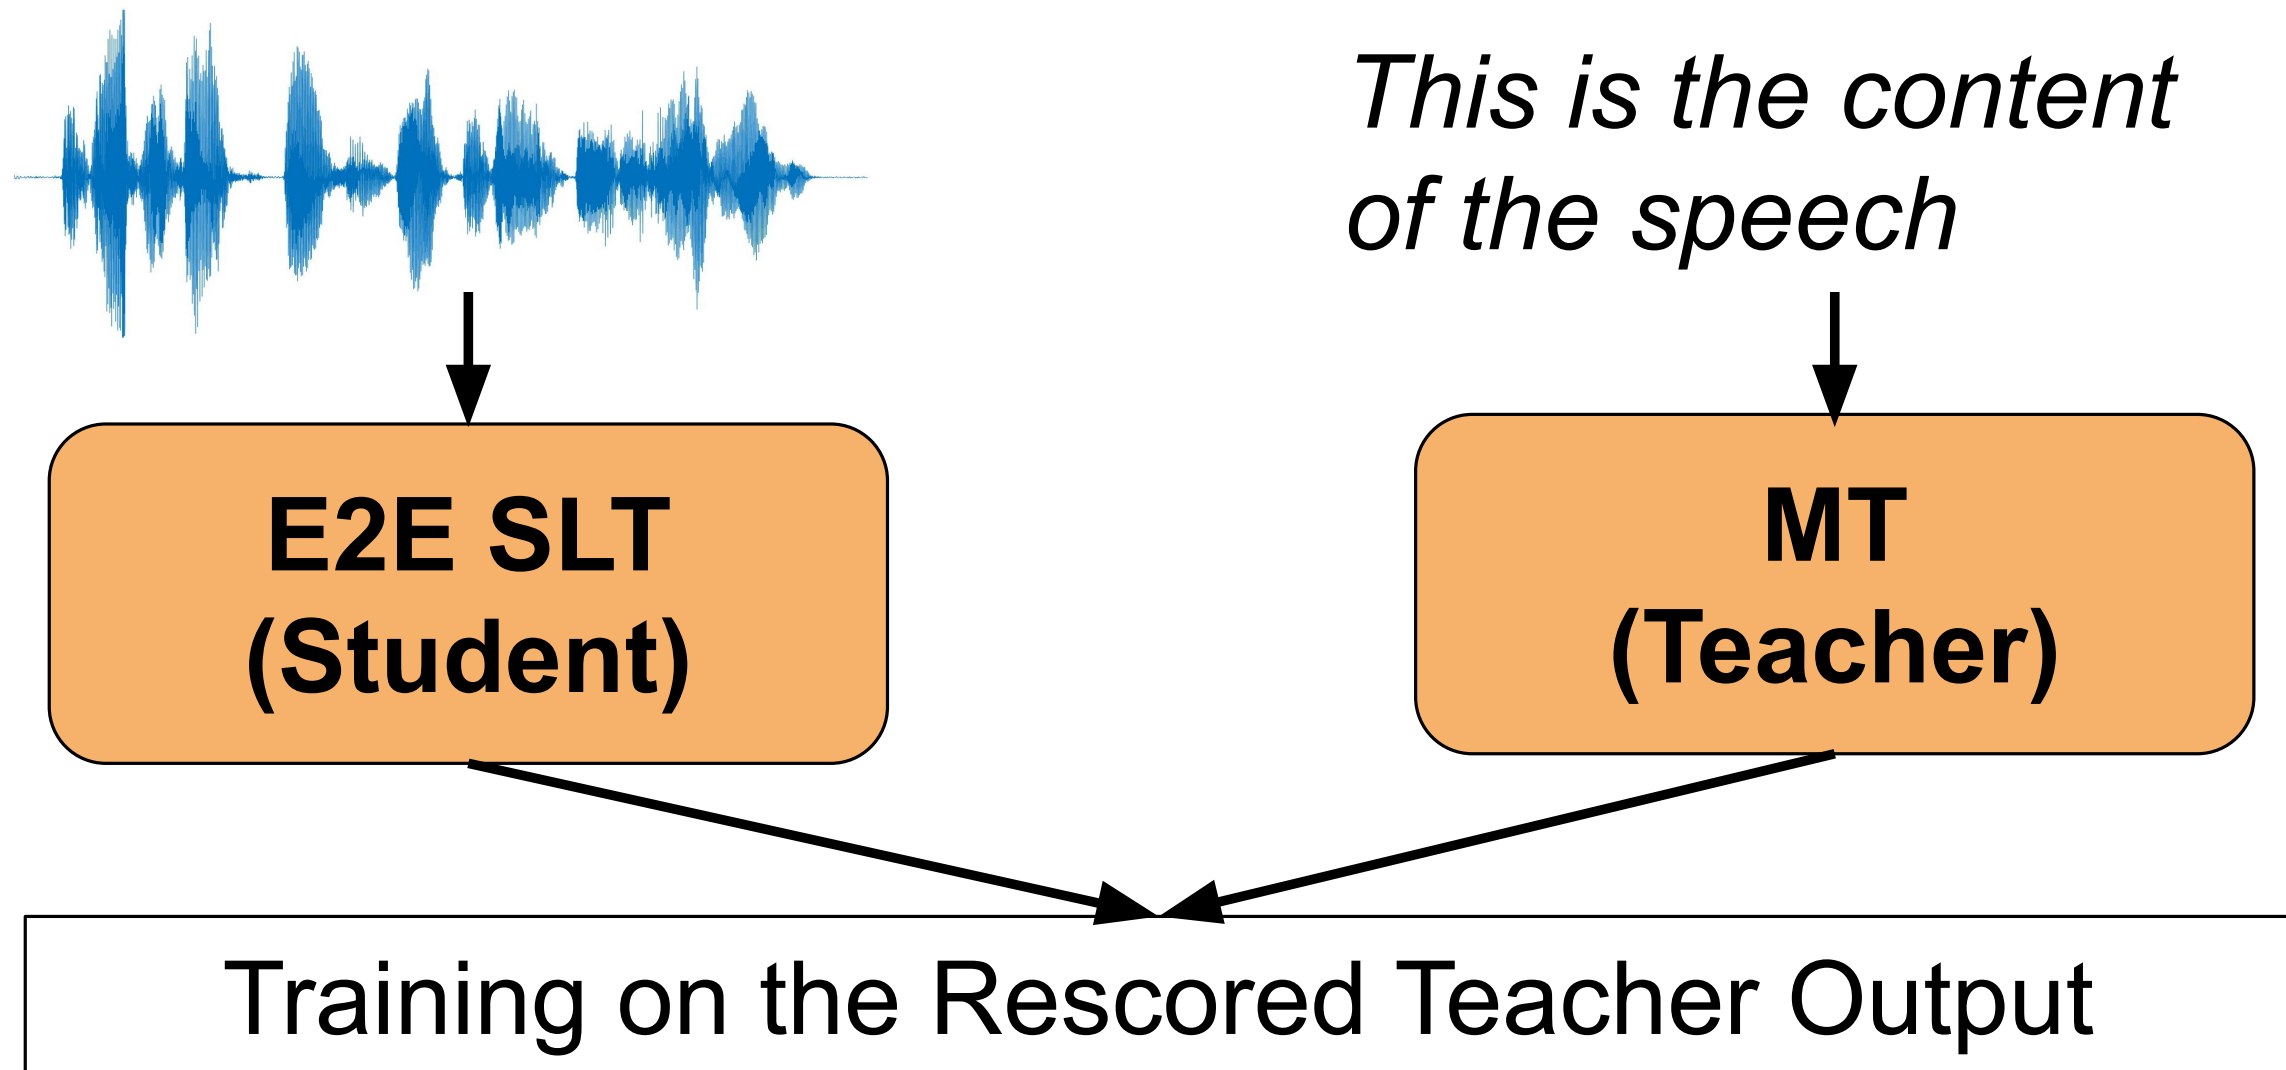 This is the content
of the speech
E2E SLT
(Student)
MT
(Teacher)
Training on the Rescored Teacher Output